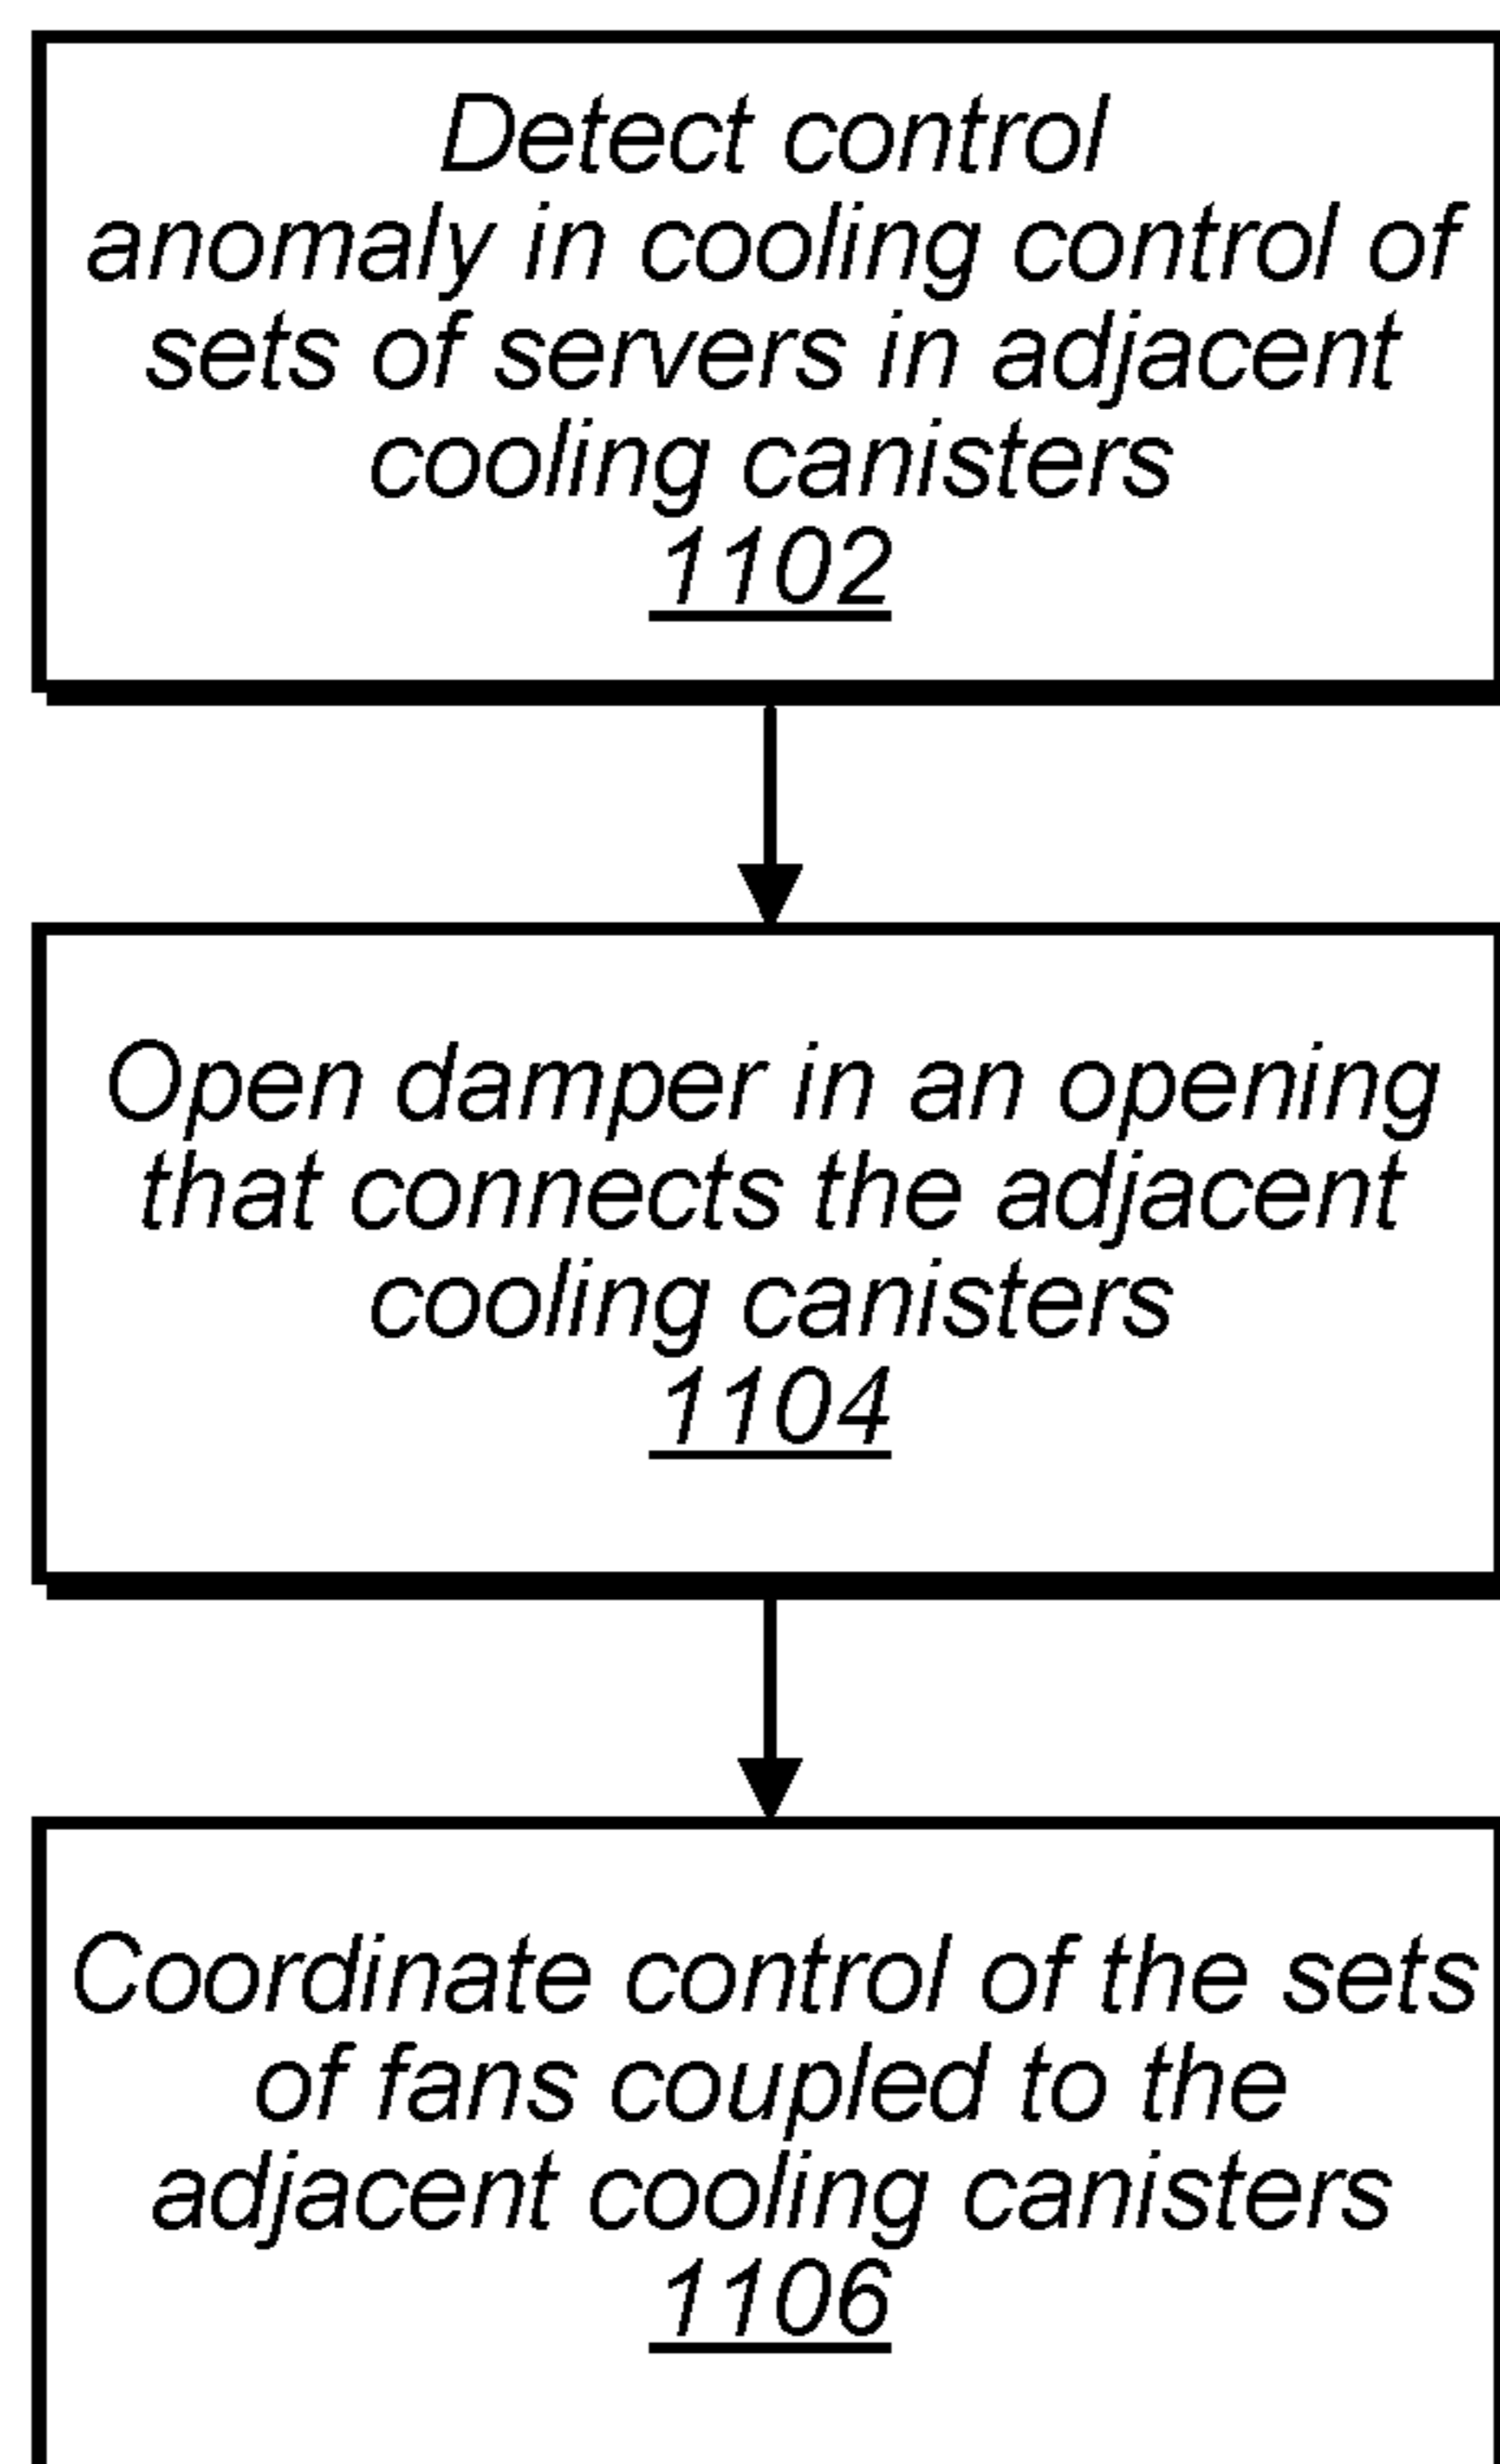 Detect control
anomaly in cooling control of
sets of servers in adjacent
cooling canisters
1102
Open damper in an opening
that connects the adjacent
cooling canisters
1104
Coordinate control of the sets
of fans coupled to the
adjacent cooling canisters
1106